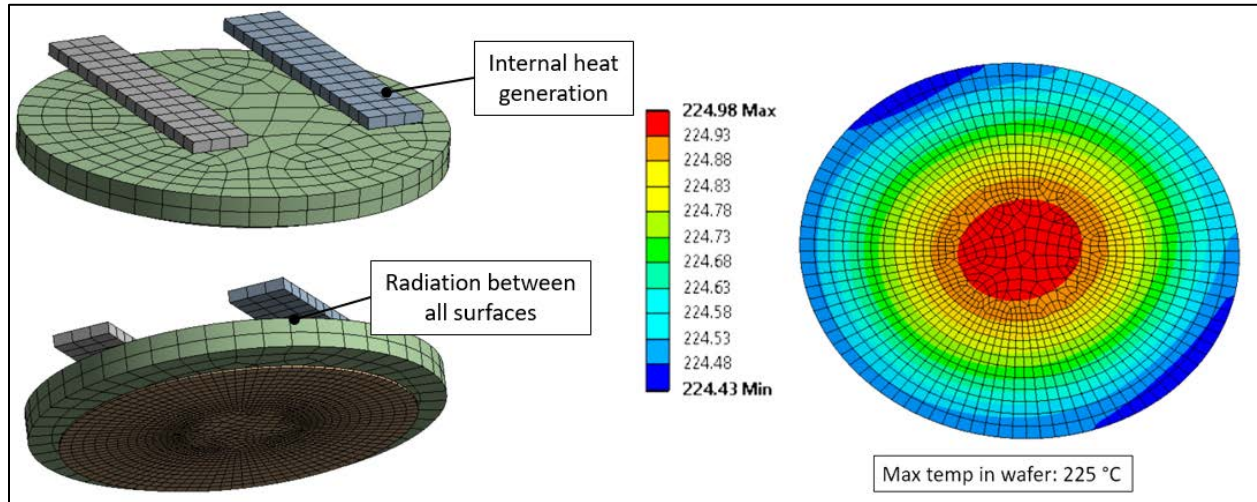 Internal heat
generation
Radiation between
all surfaces
224.98 Max
224.93
224.88
224.83
224.78
224.73
224.68
224.63
224.58
224.53
224.48
224.43 Min
Max temp in wafer: 225 °C